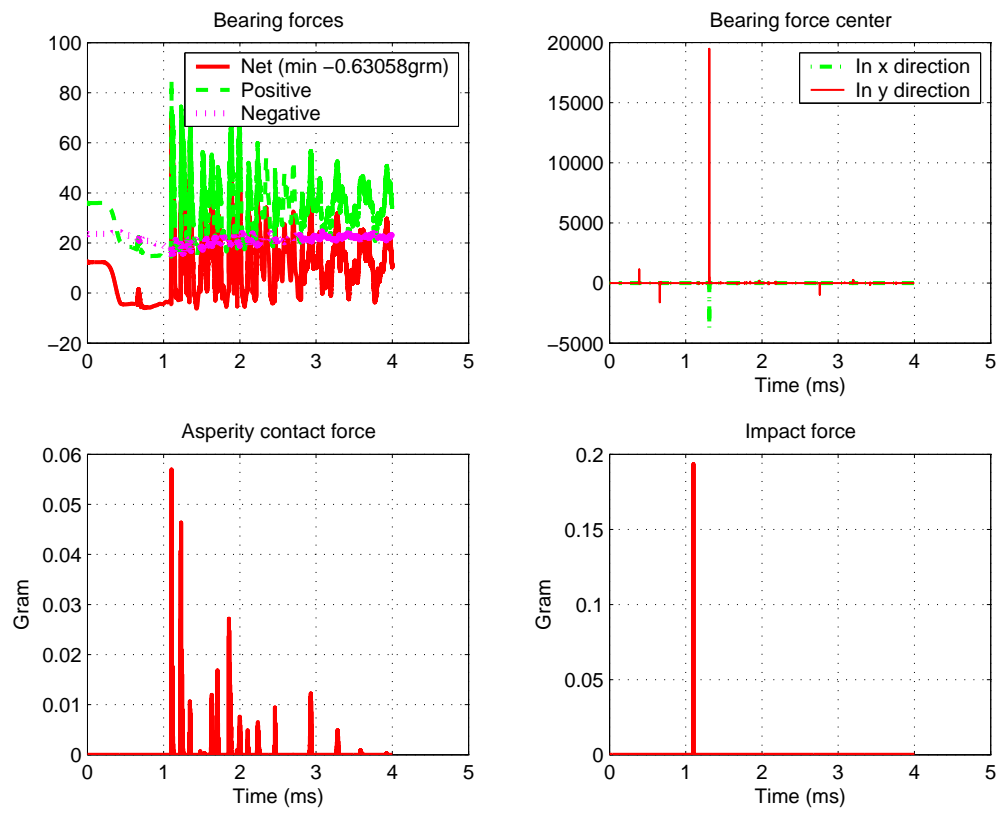 Bearing forces
100
80
60
40
20
0
−20
0 1 2 3 4 5
Net (min −0.63058grm)
Positive
Negative
Bearing force center
20000
15000
10000
5000
0
−5000
0 1 2 3 4 5
Time (ms)
In x direction
In y direction
Asperity contact force
Gram
0.06
0.05
0.04
0.03
0.02
0.01
0
0 1 2 3 4 5
Time (ms)
Impact force
Gram
0.2
0.15
0.1
0.05
0
0 1 2 3 4 5
Time (ms)